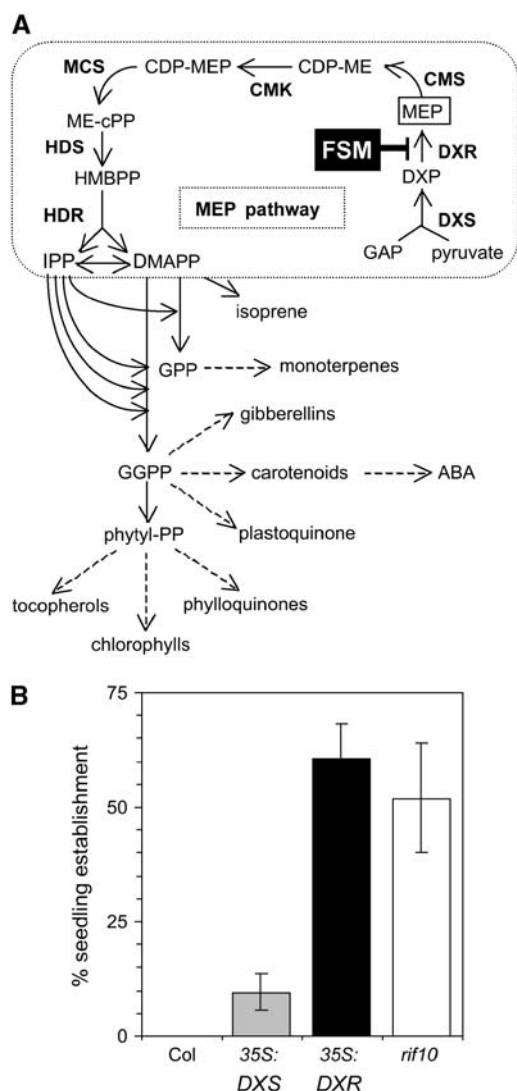 A
MCS
CDP-MEP
CDP-ME
CMK
CMS
ME-cPP
MEP
HDS
FSM
DXR
HMBPP
DXP
HDR
MEP pathway
DXS
GAP
pyruvate
IPP
DMAPP
isoprene
GPP
monoterpenes
gibberellins
GGPP
carotenoids
ABA
phytyl-PP
plastoquinone
tocopherols
phylloquinones
chlorophylls
B
% seedling establishment
75
50
25
0
Col
35S:
DXS
35S:
DXR
rif10